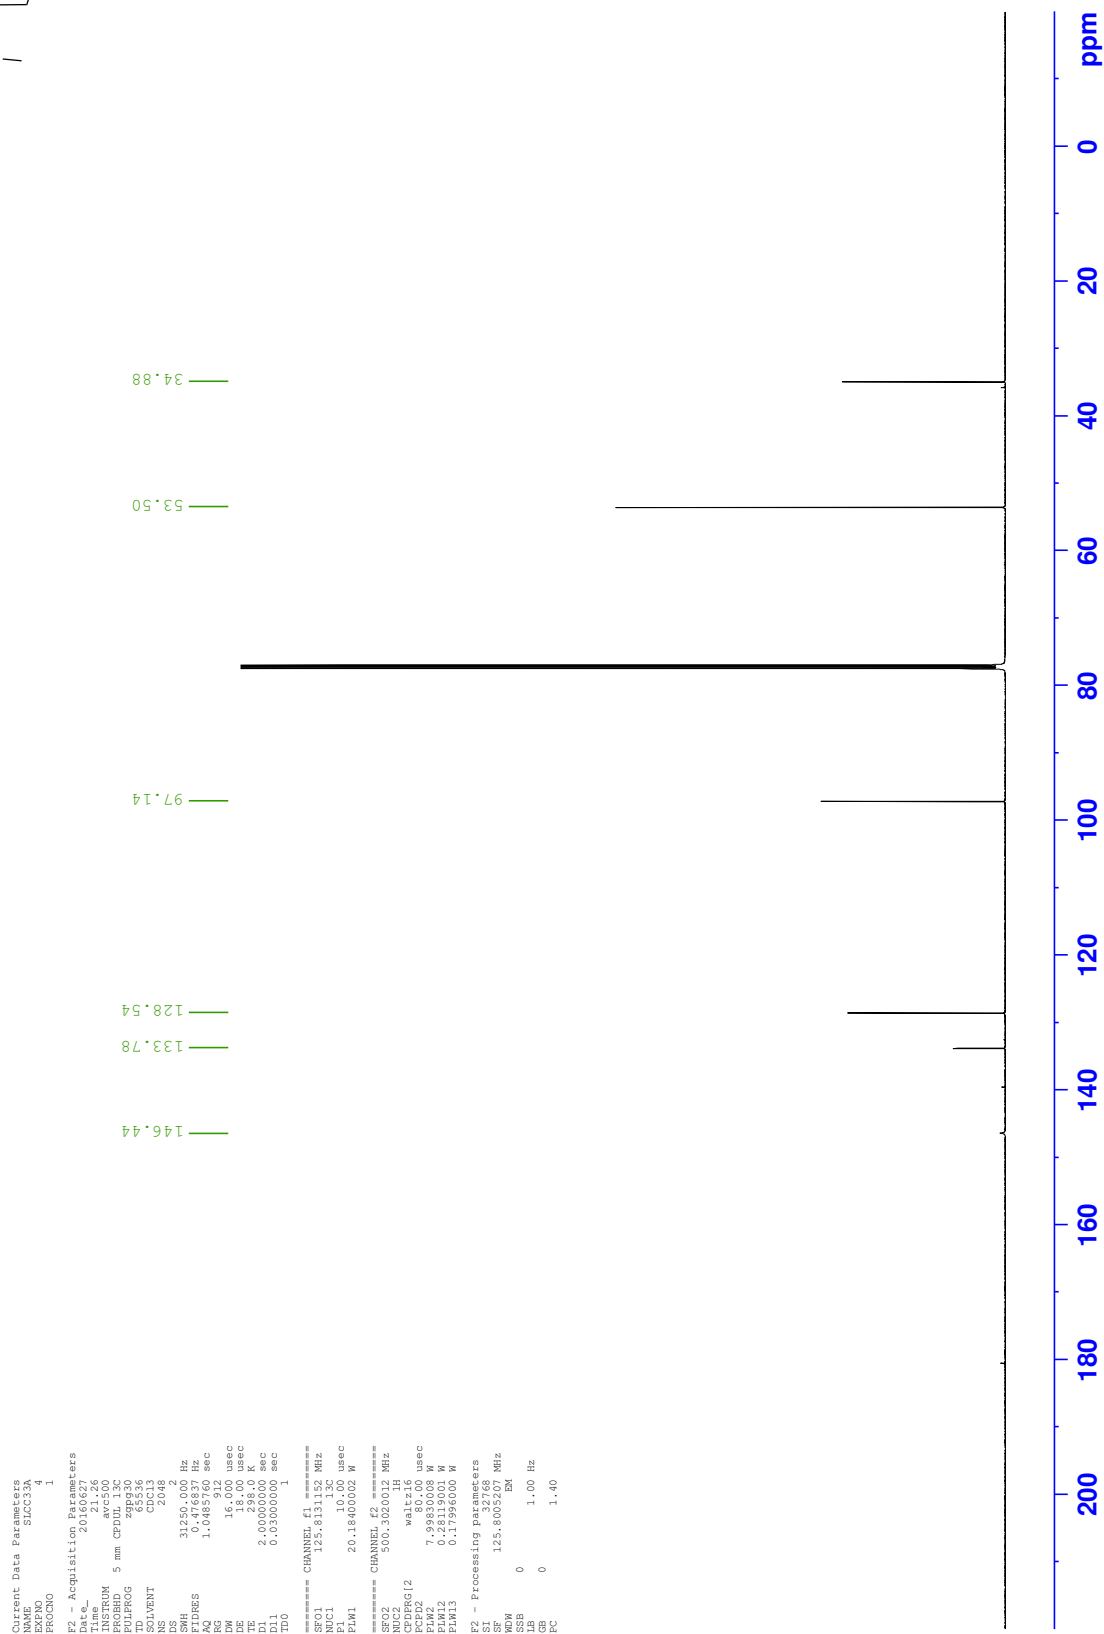 Current Data Parameters
NAME SLCC33A
EXPNO 4
PROCNO 1
F2 - Acquisition Parameters
Date_ 20160627
Time 21.26
INSTRUM avc500
PROBHD 5 mm CPDUL 13C
PULPROG zgpg30
TD 65536
SOLVENT CDCl3
NS 2048
DS 2
SWH 31250.000 Hz
FIDRES 0.476837 Hz
AQ 1.0485760 sec
RG 912
DW 16.000 usec
DE 18.00 usec
TE 298.0 K
D1 2.00000000 sec
D11 0.03000000 sec
TD0 1
======== CHANNEL f1 ========
SFO1 125.8131152 MHz
NUC1 13C
P1 10.00 usec
PLW1 20.18400002 W
======== CHANNEL f2 ========
SFO2 500.3020012 MHz
NUC2 1H
CPDPRG[2 waltz16
PCPD2 80.00 usec
PLW2 7.99830008 W
PLW12 0.28119001 W
PLW13 0.17996000 W
F2 - Processing parameters
SI 32768
SF 125.8005207 MHz
WDW EM
SSB 0
LB 1.00 Hz
GB 0
PC 1.40
146.44
133.78
128.54
97.14
53.50
34.88
200
180
160
140
120
100
80
60
40
20
0
ppm